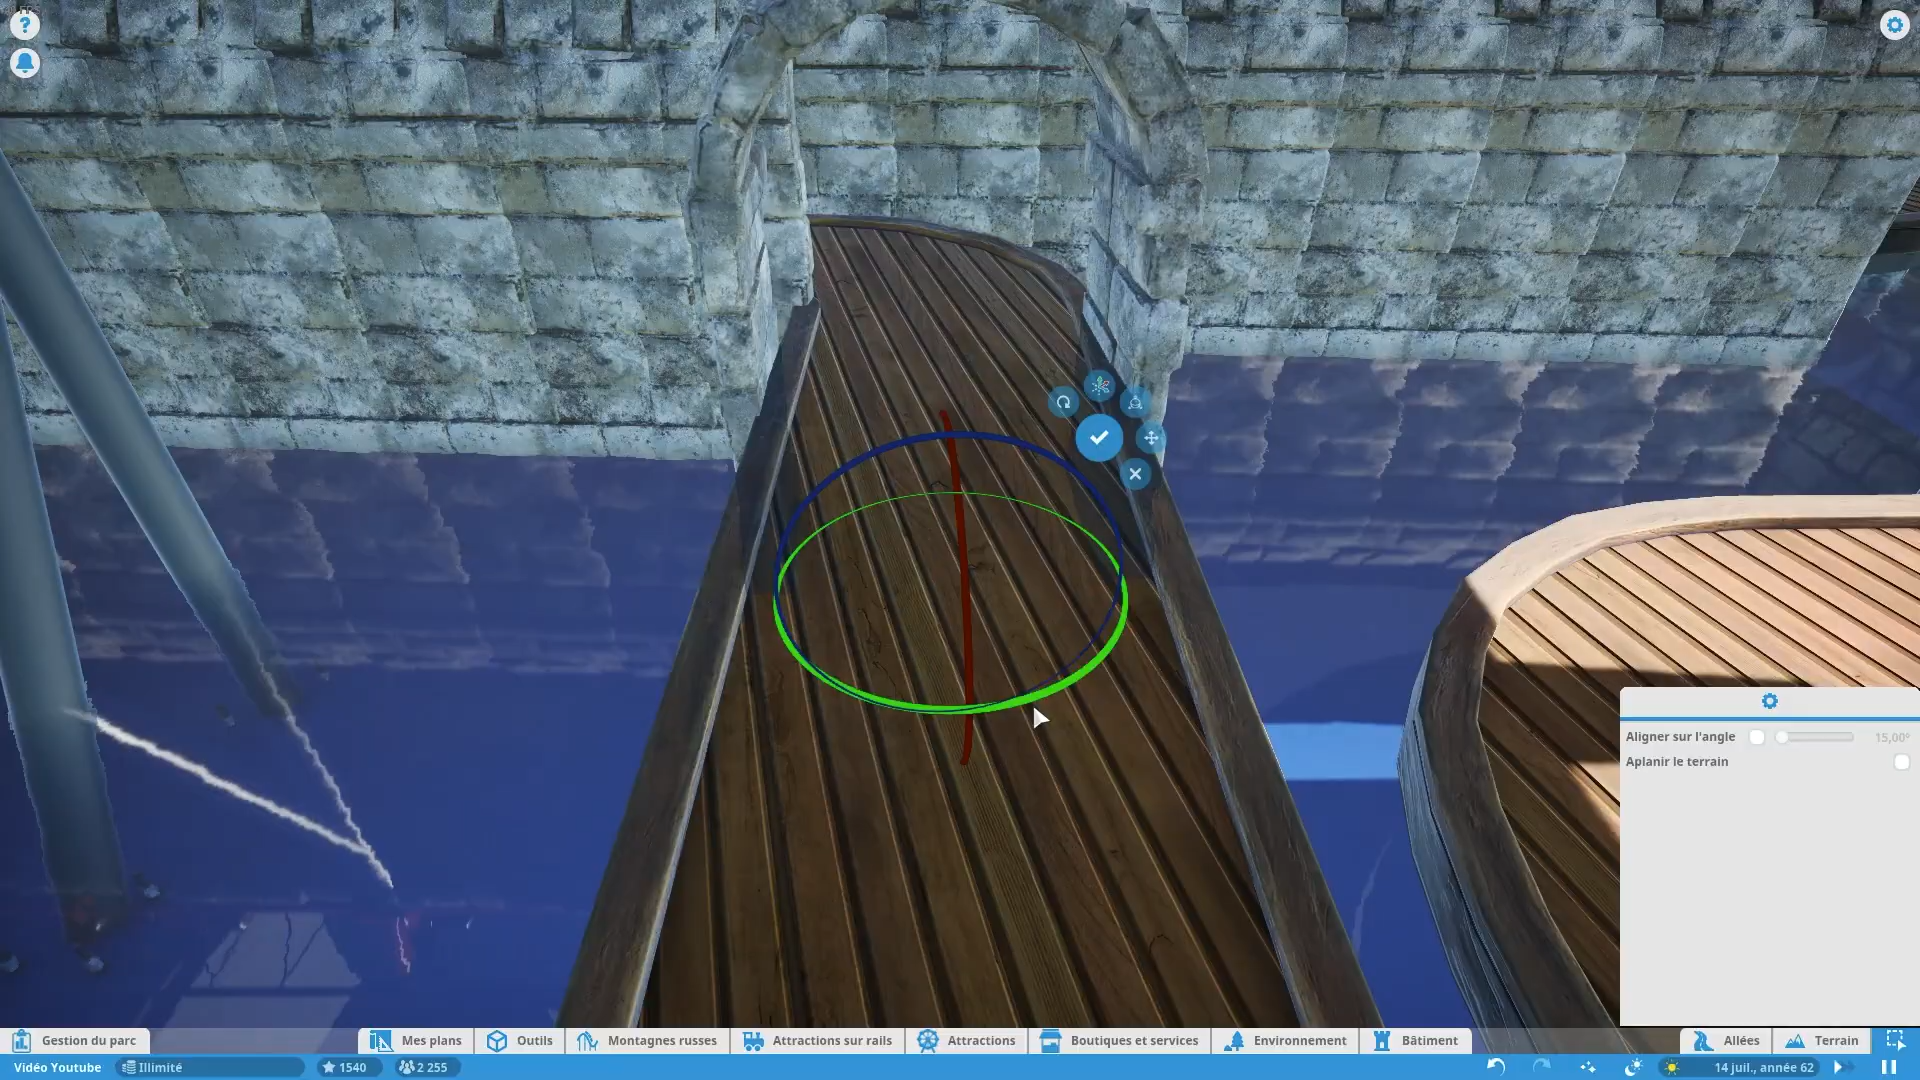 ?
Aligner sur l'angle 15,00°
Aplanir le terrain
Gestion du parc Mes plans Outils Montagnes russes Attractions sur rails Attractions Boutiques et services Environnement Bâtiment Allées Terrain
Vidéo Youtube Illimité 1540 2 255 14 juil., année 62